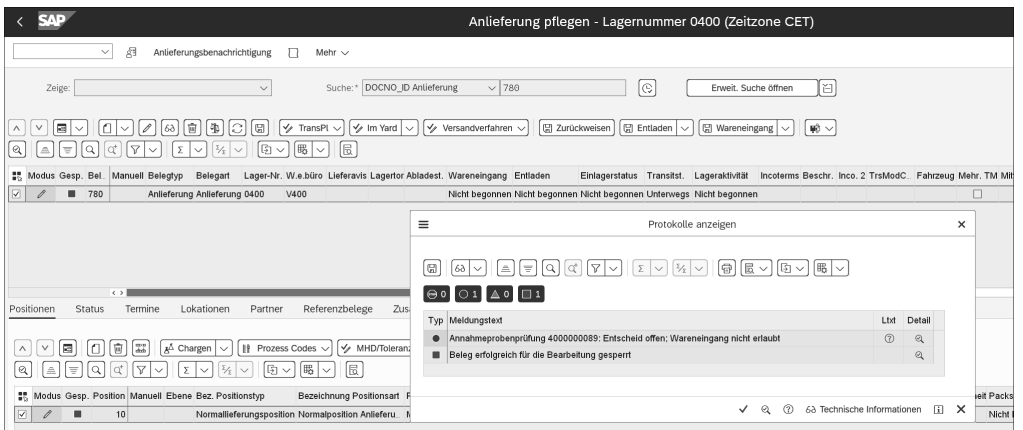 SAP
Anlieferung pflegen - Lagernummer 0400 (Zeitzone CET)
Anlieferungsbenachrichtigung Mehr
Zeige: Suche:* DOCNO_ID Anlieferung 780 Erweit. Suche öffnen
TransPl Im Yard Versandverfahren Zurückweisen Entladen Wareneingang
Modus Gesp. Bel.. Manuell Belegtyp Belegart Lager-Nr. W.e.büro Lieferavis Lagertor Abladest. Wareneingang Entladen Einlagerstatus Transitst. Lageraktivität Incoterms Beschr. Inco. 2 TrsModC.. Fahrzeug Mehr. TM Mit
780 Anlieferung Anlieferung 0400 V400 Nicht begonnen Nicht begonnen Nicht begonnen Unterwegs Nicht begonnen
Protokolle anzeigen
0 1 0 1
Typ Meldungstext Ltxt Detail
Annahmeprobenprüfung 4000000089: Entscheid offen; Wareneingang nicht erlaubt
Beleg erfolgreich für die Bearbeitung gesperrt
Technische Informationen
Positionen Status Termine Lokationen Partner Referenzbelege Zus
Chargen Prozess Codes MHD/Toleranz
Modus Gesp. Position Manuell Ebene Bez. Positionstyp Bezeichnung Positionsart eit Packs
10 Normallieferungsposition Normalposition Anlieferu.. Nicht